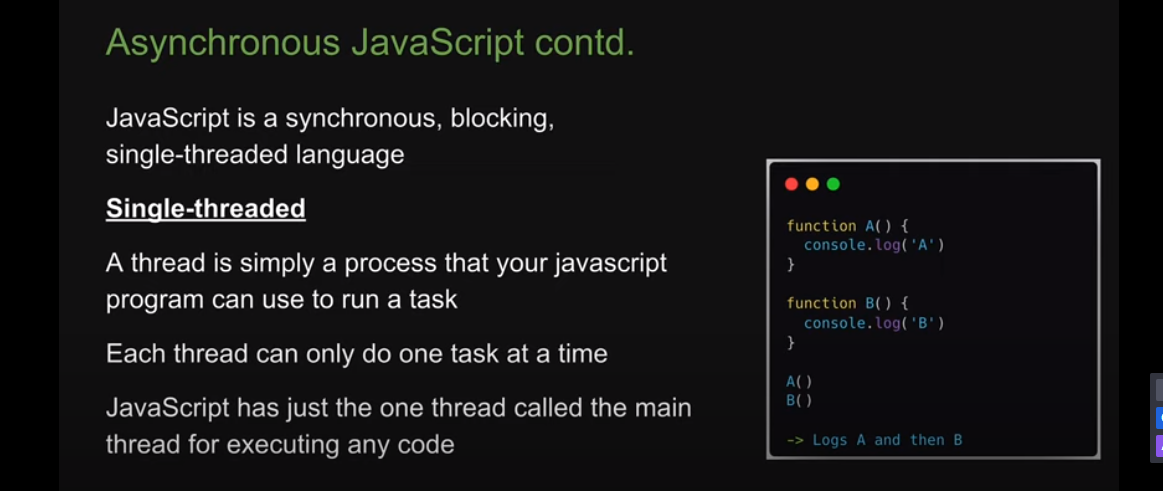 Asynchronous JavaScript contd.
JavaScript is a synchronous, blocking,
single-threaded language
Single-threaded
A thread is simply a process that your javascript
program can use to run a task
Each thread can only do one task at a time
JavaScript has just the one thread called the main
thread for executing any code
function A() {
  console.log('A')
}
function B() {
  console.log('B')
}
A()
B()
-> Logs A and then B